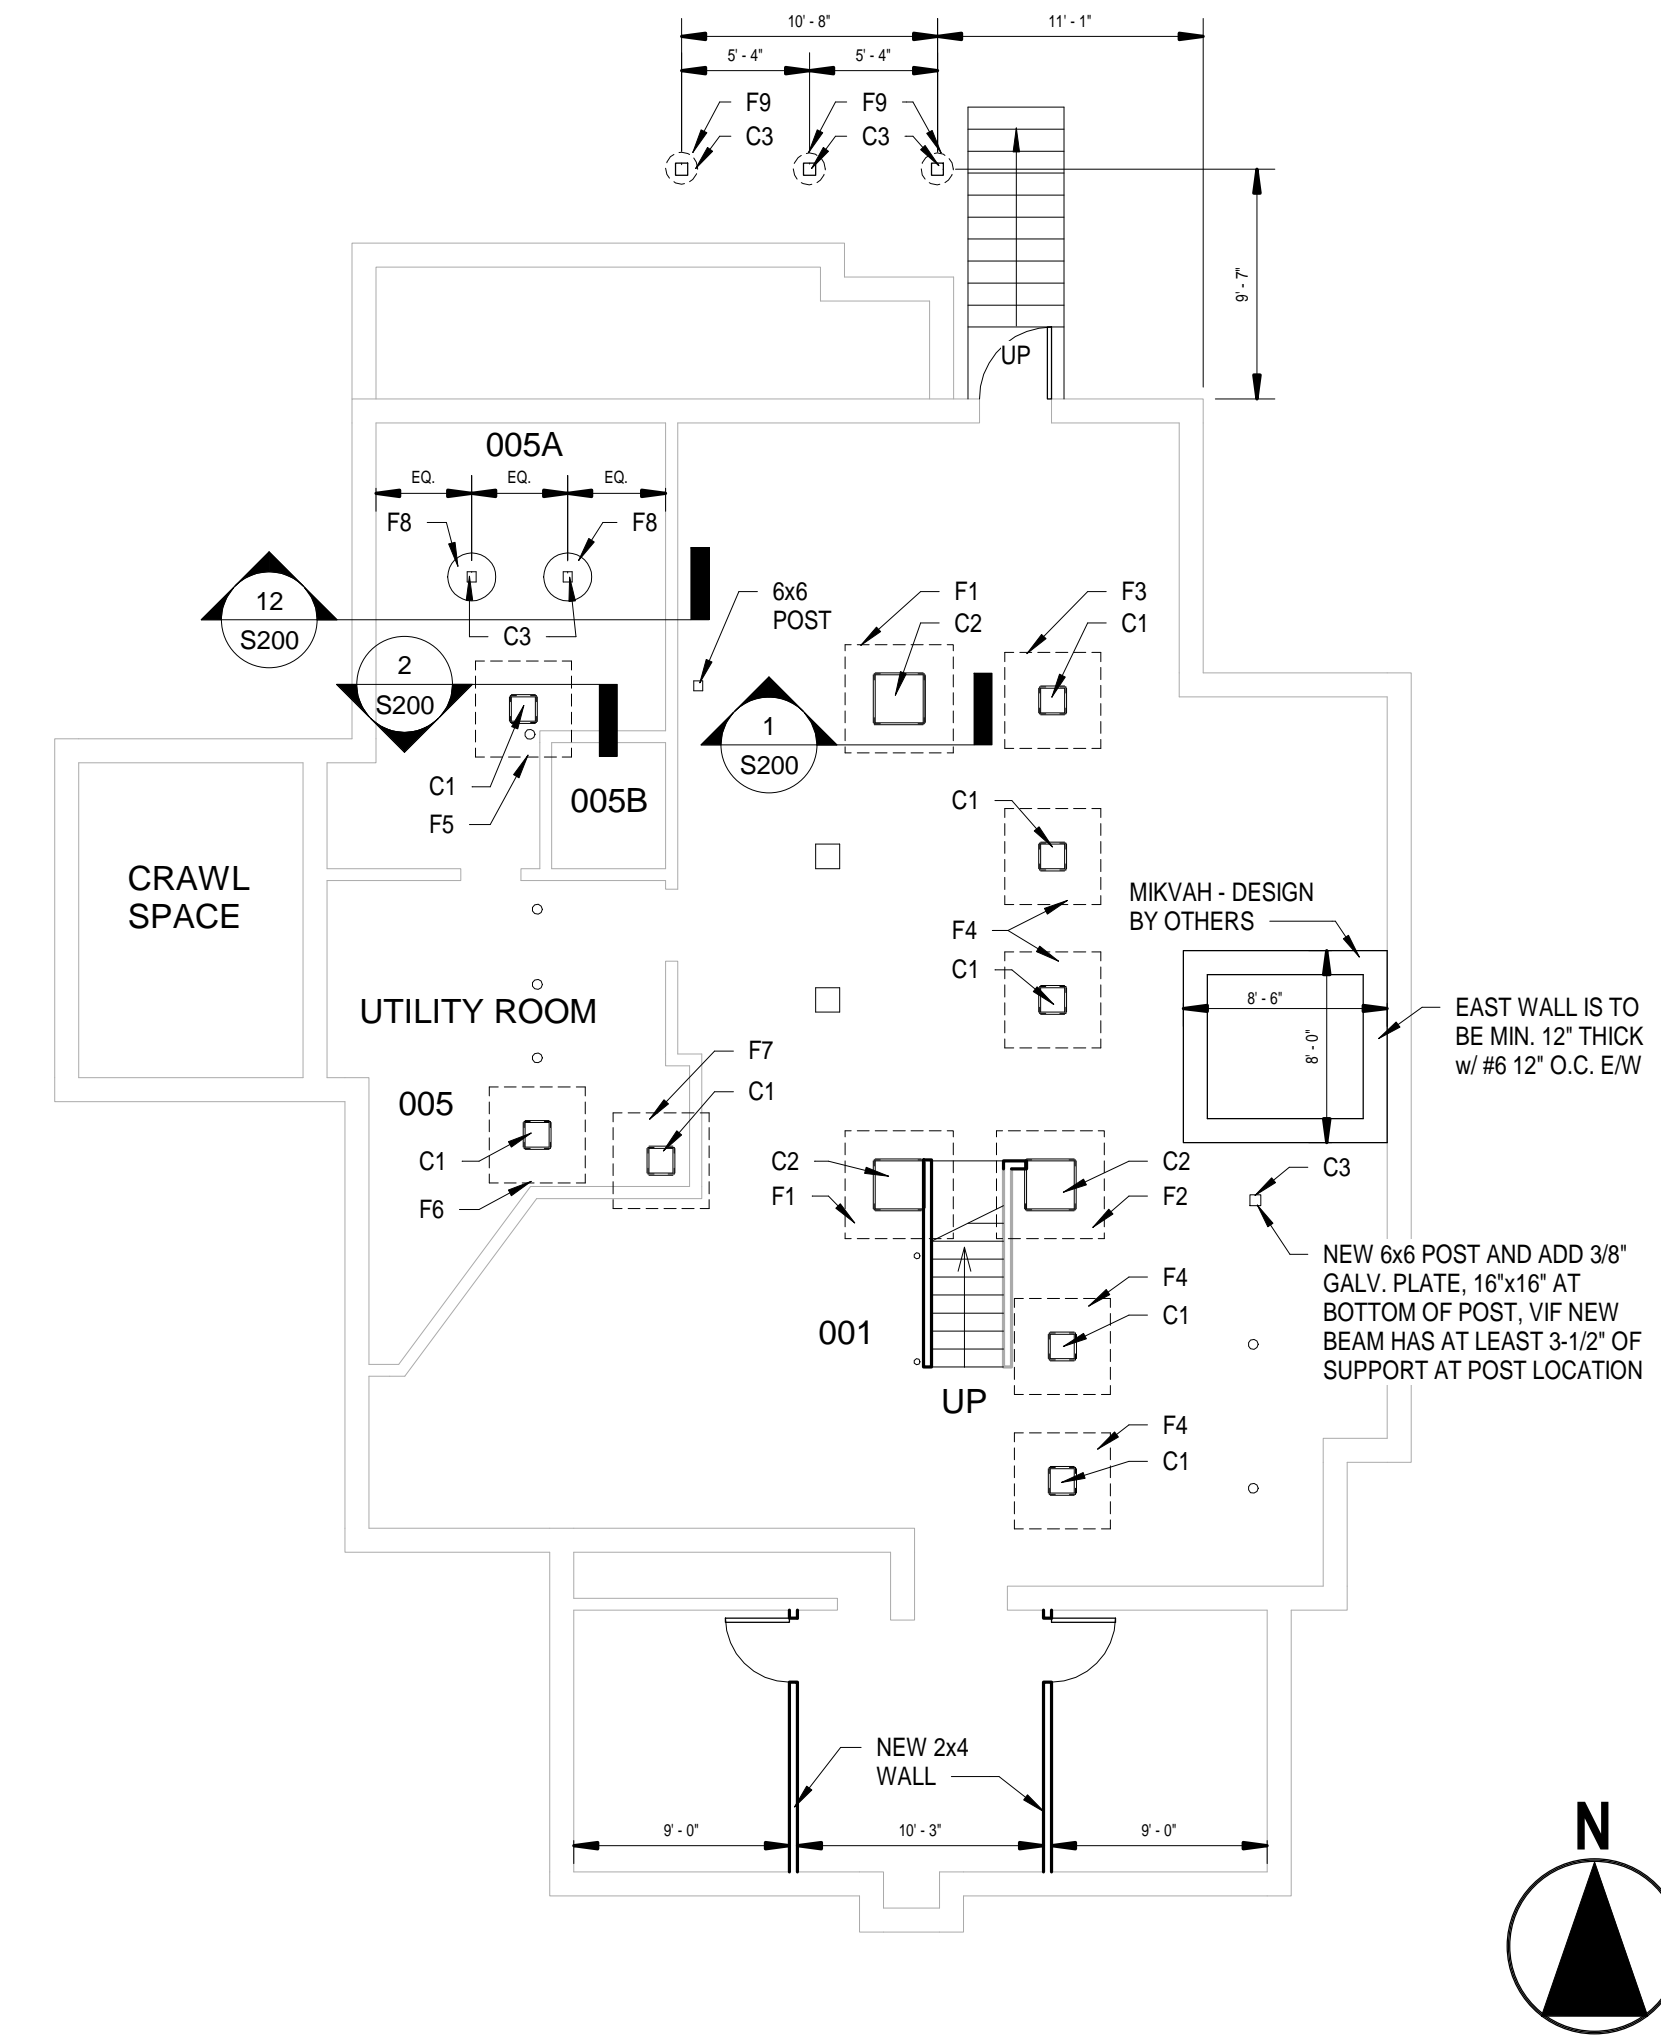 10' - 8"
11' - 1"
5' - 4"
5' - 4"
F9
F9
C3
C3
9' - 7"
UP
005A
EQ.
EQ.
EQ.
F8
F8
12
S200
C3
6x6
POST
F1
C2
F3
C1
2
S200
1
S200
C1
F5
005B
C1
CRAWL
SPACE
MIKVAH - DESIGN
BY OTHERS
F4
C1
UTILITY ROOM
8' - 6"
8' - 0"
EAST WALL IS TO
BE MIN. 12" THICK
w/ #6 12" O.C. E/W
F7
C1
005
C1
F6
C2
F1
C2
F2
C3
NEW 6x6 POST AND ADD 3/8"
GALV. PLATE, 16"x16" AT
BOTTOM OF POST, VIF NEW
BEAM HAS AT LEAST 3-1/2" OF
SUPPORT AT POST LOCATION
F4
C1
001
UP
F4
C1
NEW 2x4
WALL
9' - 0"
10' - 3"
9' - 0"
N